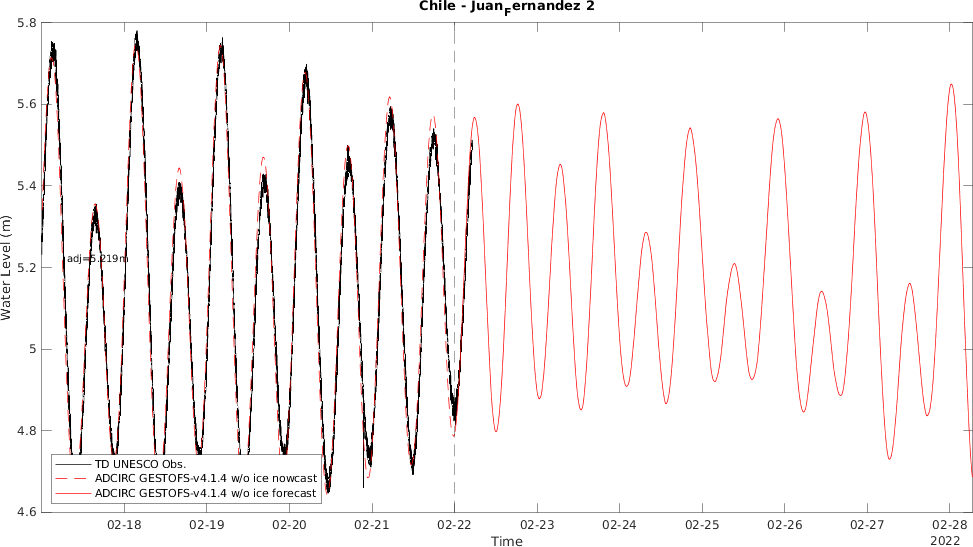 Chile - Juan_Fernandez 2
5.8
5.6
5.4
5.2
5
4.8
4.6
Water Level (m)
adj=5.219m
TD UNESCO Obs.
ADCIRC GESTOFS-v4.1.4 w/o ice nowcast
ADCIRC GESTOFS-v4.1.4 w/o ice forecast
02-18 02-19 02-20 02-21 02-22 02-23 02-24 02-25 02-26 02-27 02-28
Time
2022